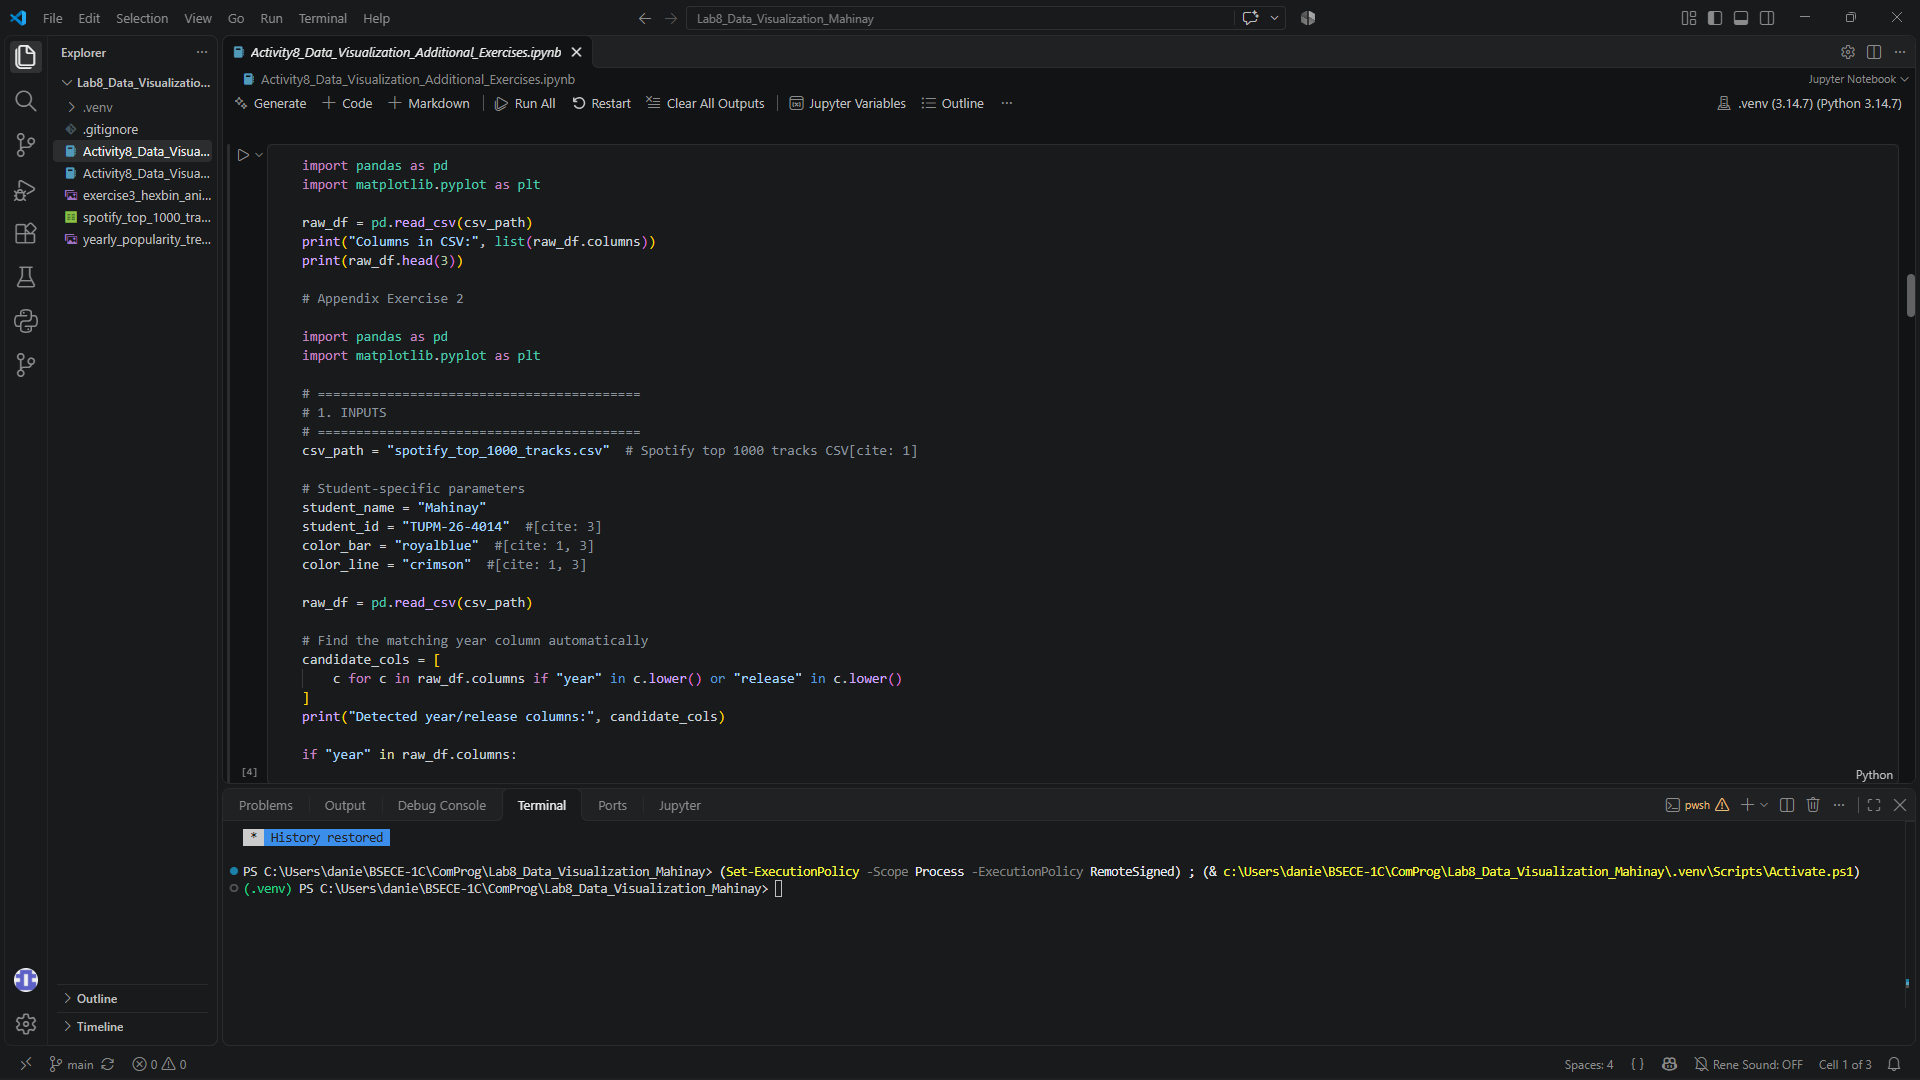 File Edit Selection View Go Run Terminal Help
Lab8_Data_Visualization_Mahinay
Explorer
Lab8_Data_Visualizatio...
.venv
.gitignore
Activity8_Data_Visua...
Activity8_Data_Visua...
exercise3_hexbin_ani...
spotify_top_1000_tra...
yearly_popularity_tre...
Outline
Timeline
Activity8_Data_Visualization_Additional_Exercises.ipynb
Activity8_Data_Visualization_Additional_Exercises.ipynb
Jupyter Notebook
Generate Code Markdown Run All Restart Clear All Outputs Jupyter Variables Outline ...
.venv (3.14.7) (Python 3.14.7)
import pandas as pd
import matplotlib.pyplot as plt
raw_df = pd.read_csv(csv_path)
print("Columns in CSV:", list(raw_df.columns))
print(raw_df.head(3))
# Appendix Exercise 2
import pandas as pd
import matplotlib.pyplot as plt
# ==========================================
# 1. INPUTS
# ==========================================
csv_path = "spotify_top_1000_tracks.csv"  # Spotify top 1000 tracks CSV[cite: 1]
# Student-specific parameters
student_name = "Mahinay"
student_id = "TUPM-26-4014"  #[cite: 3]
color_bar = "royalblue"  #[cite: 1, 3]
color_line = "crimson"  #[cite: 1, 3]
raw_df = pd.read_csv(csv_path)
# Find the matching year column automatically
candidate_cols = [
    c for c in raw_df.columns if "year" in c.lower() or "release" in c.lower()
]
print("Detected year/release columns:", candidate_cols)
if "year" in raw_df.columns:
[4]
Python
Problems Output Debug Console Terminal Ports Jupyter
pwsh
* History restored
PS C:\Users\danie\BSECE-1C\ComProg\Lab8_Data_Visualization_Mahinay> (Set-ExecutionPolicy -Scope Process -ExecutionPolicy RemoteSigned) ; (& c:\Users\danie\BSECE-1C\ComProg\Lab8_Data_Visualization_Mahinay\.venv\Scripts\Activate.ps1)
(.venv) PS C:\Users\danie\BSECE-1C\ComProg\Lab8_Data_Visualization_Mahinay>
main 0 0
Spaces: 4 { } Rene Sound: OFF Cell 1 of 3